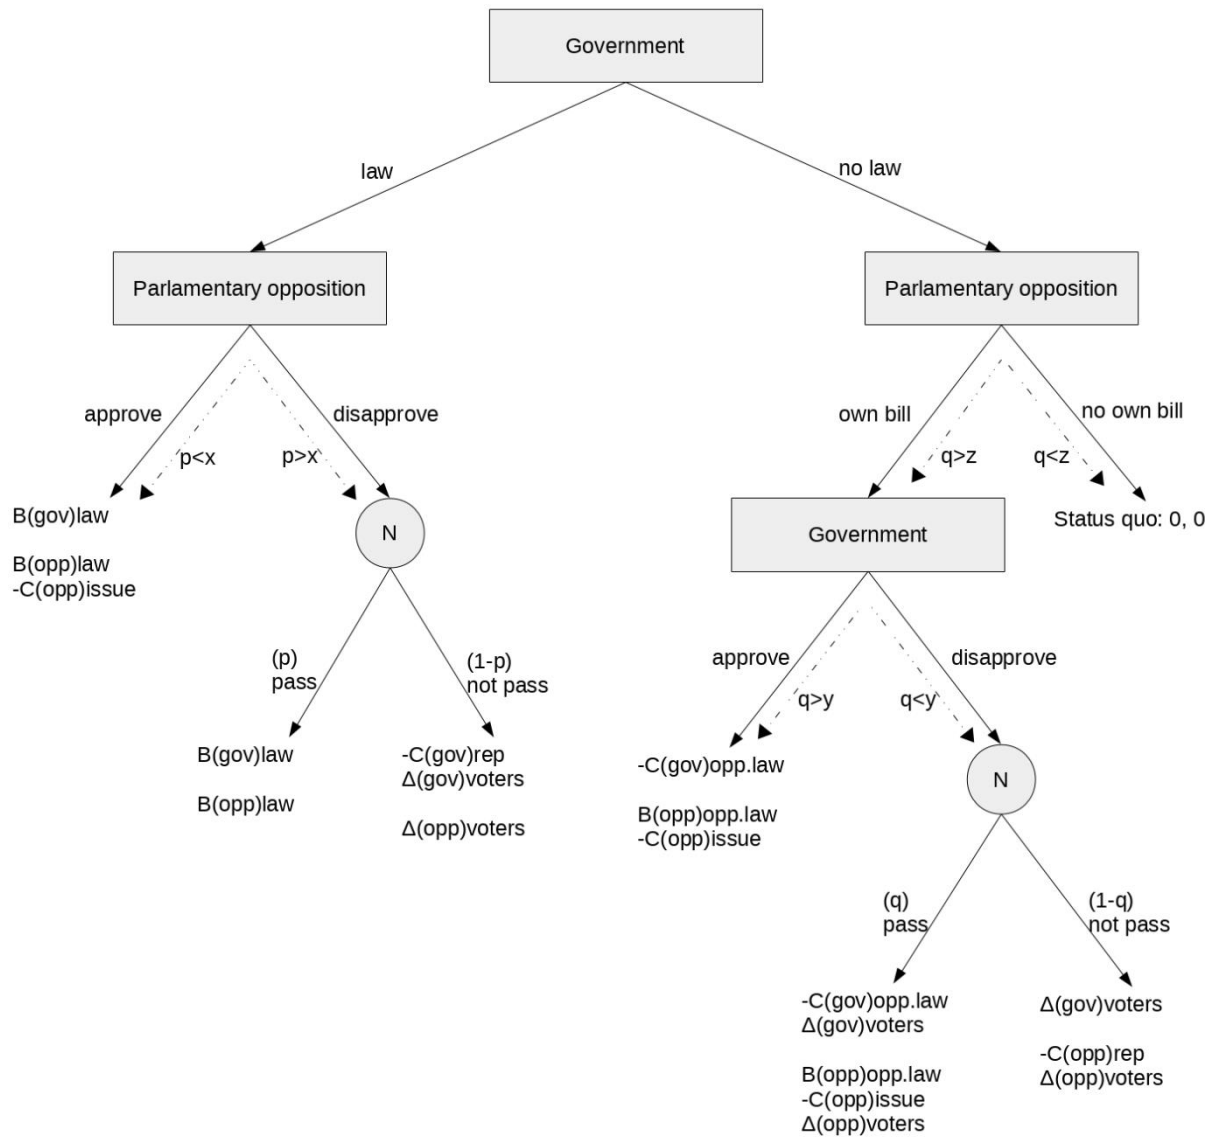 Government
law
no law
Parlamentary opposition
Parlamentary opposition
approve
disapprove
p<x
p>x
own bill
no own bill
q>z
q<z
B(gov)law
B(opp)law
-C(opp)issue
N
Government
Status quo: 0, 0
(p)
pass
(1-p)
not pass
approve
disapprove
q>y
q<y
B(gov)law
B(opp)law
-C(gov)rep
Δ(gov)voters
Δ(opp)voters
-C(gov)opp.law
B(opp)opp.law
-C(opp)issue
N
(q)
pass
(1-q)
not pass
-C(gov)opp.law
Δ(gov)voters
B(opp)opp.law
-C(opp)issue
Δ(opp)voters
Δ(gov)voters
-C(opp)rep
Δ(opp)voters